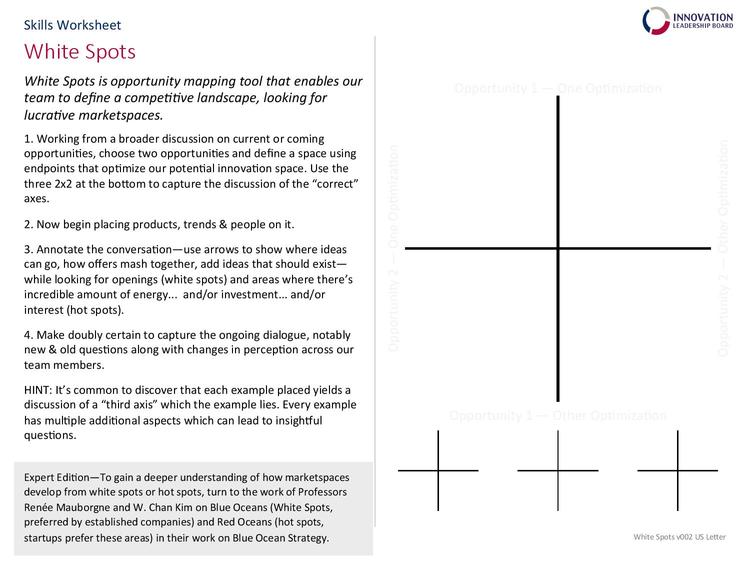 Skills Worksheet
White Spots
White Spots is opportunity mapping tool that enables our
team to define a competitive landscape, looking for
lucrative marketspaces.
1. Working from a broader discussion on current or coming
opportunities, choose two opportunities and define a space using
endpoints that optimize our potential innovation space. Use the
three 2x2 at the bottom to capture the discussion of the “correct”
axes.
2. Now begin placing products, trends & people on it.
3. Annotate the conversation—use arrows to show where ideas
can go, how offers mash together, add ideas that should exist—
while looking for openings (white spots) and areas where there’s
incredible amount of energy... and/or investment... and/or
interest (hot spots).
4. Make doubly certain to capture the ongoing dialogue, notably
new & old questions along with changes in perception across our
team members.
HINT: It’s common to discover that each example placed yields a
discussion of a “third axis” which the example lies. Every example
has multiple additional aspects which can lead to insightful
questions.
Expert Edition—To gain a deeper understanding of how marketspaces
develop from white spots or hot spots, turn to the work of Professors
Renée Mauborgne and W. Chan Kim on Blue Oceans (White Spots,
preferred by established companies) and Red Oceans (hot spots,
startups prefer these areas) in their work on Blue Ocean Strategy.
INNOVATION
LEADERSHIP BOARD
Opportunity 1 — One Optimization
Opportunity 2 — One Optimization
Opportunity 2 — Other Optimization
Opportunity 1 — Other Optimization
White Spots v002 US Letter